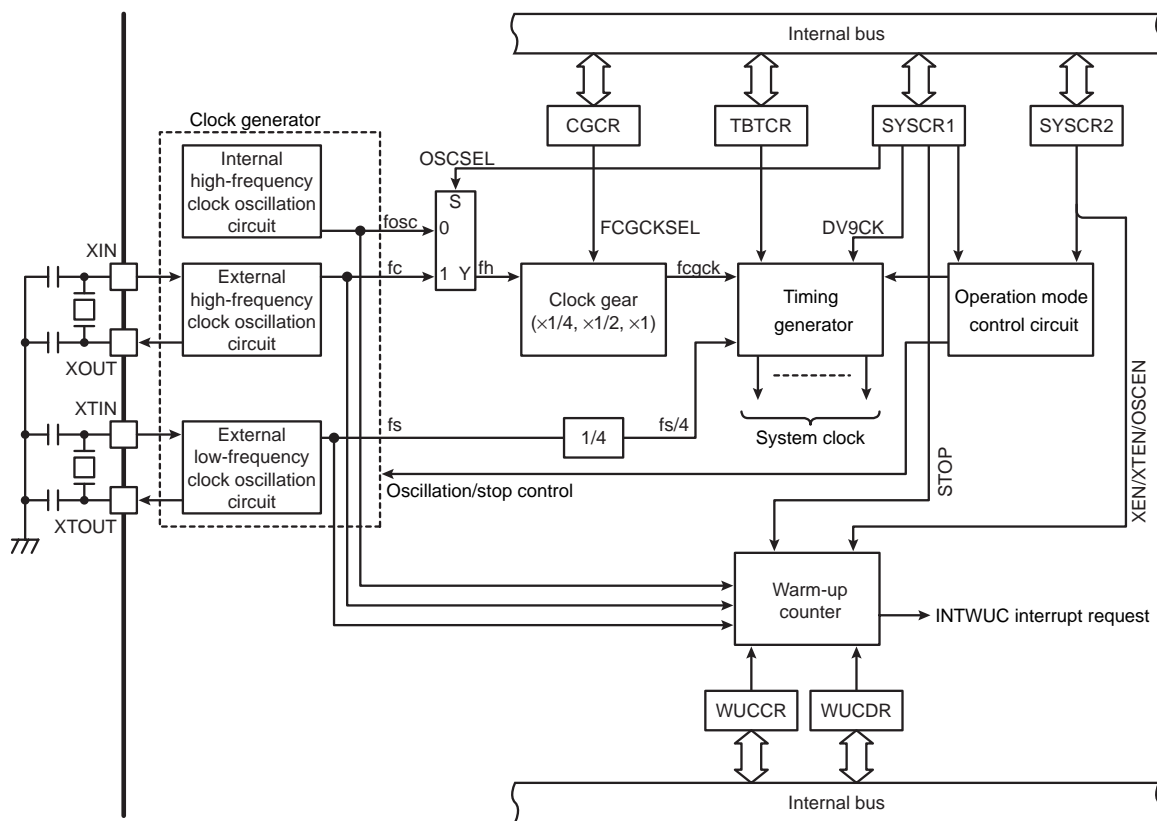 Internal bus
CGCR
TBTCR
SYSCR1
SYSCR2
Clock generator
OSCSEL
Internal
high-frequency
clock oscillation
circuit
S
0
1 Y
fosc
FCGCKSEL
DV9CK
XIN
External
high-frequency
clock oscillation
circuit
fc
fh
fcgck
Clock gear
(×1/4, ×1/2, ×1)
Timing
generator
Operation mode
control circuit
XOUT
XTIN
External
low-frequency
clock oscillation
circuit
fs
1/4
fs/4
System clock
XTOUT
Oscillation/stop control
STOP
XEN/XTEN/OSCEN
Warm-up
counter
INTWUC interrupt request
WUCCR
WUCDR
Internal bus